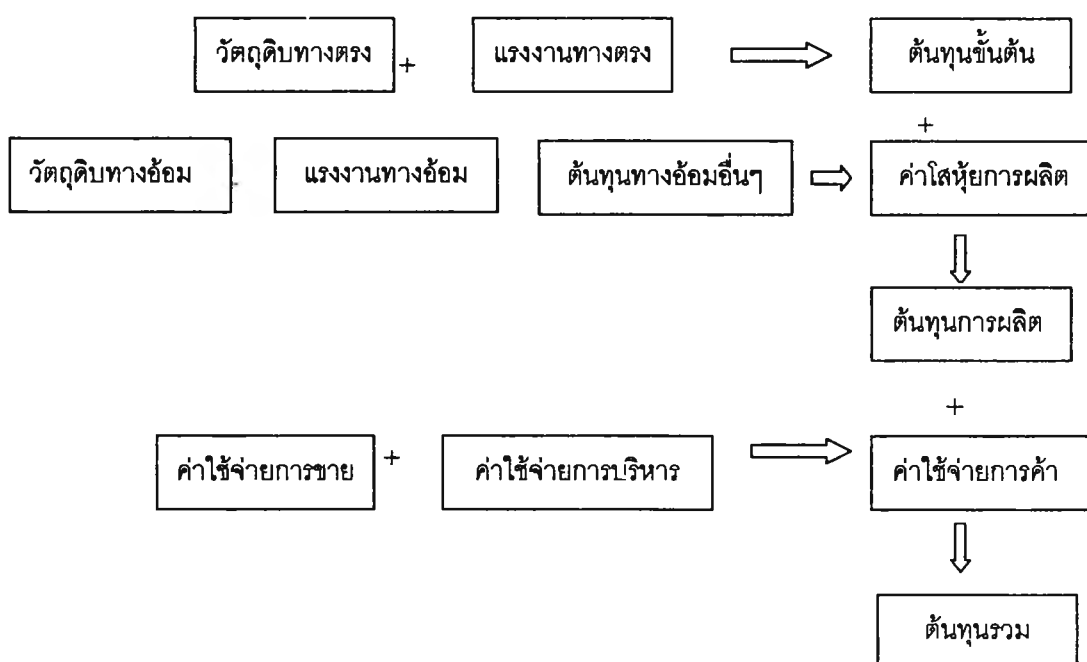 วัตถุดิบทางตรง + แรงงานทางตรง ต้นทุนขั้นต้น
+
วัตถุดิบทางอ้อม แรงงานทางอ้อม ต้นทุนทางอ้อมอื่นๆ ค่าโสหุ้ยการผลิต
ต้นทุนการผลิต
+
ค่าใช้จ่ายการขาย + ค่าใช้จ่ายการบริหาร ค่าใช้จ่ายการค้า
ต้นทุนรวม